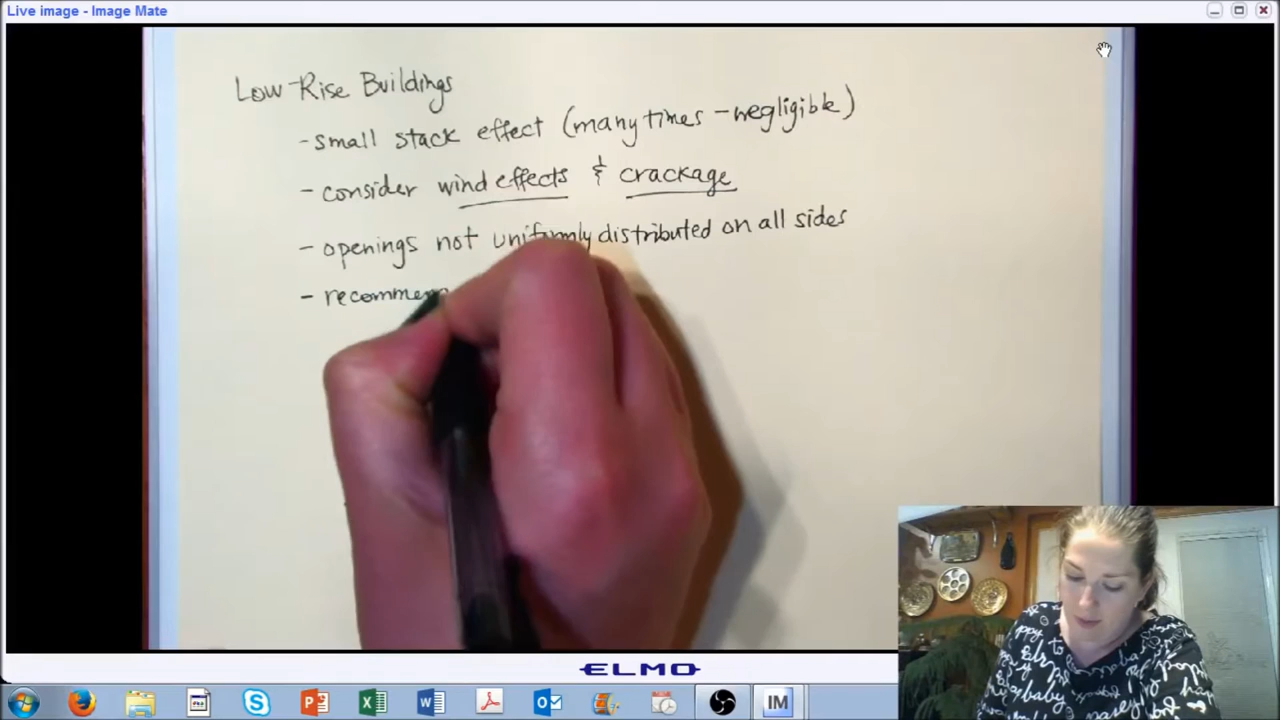 Live image - Image Mate
Low-Rise Buildings
- small stack effect (many times - negligible)
- consider wind effects & crackage
- openings not uniformly distributed on all sides
- recommen
ELMO
IM